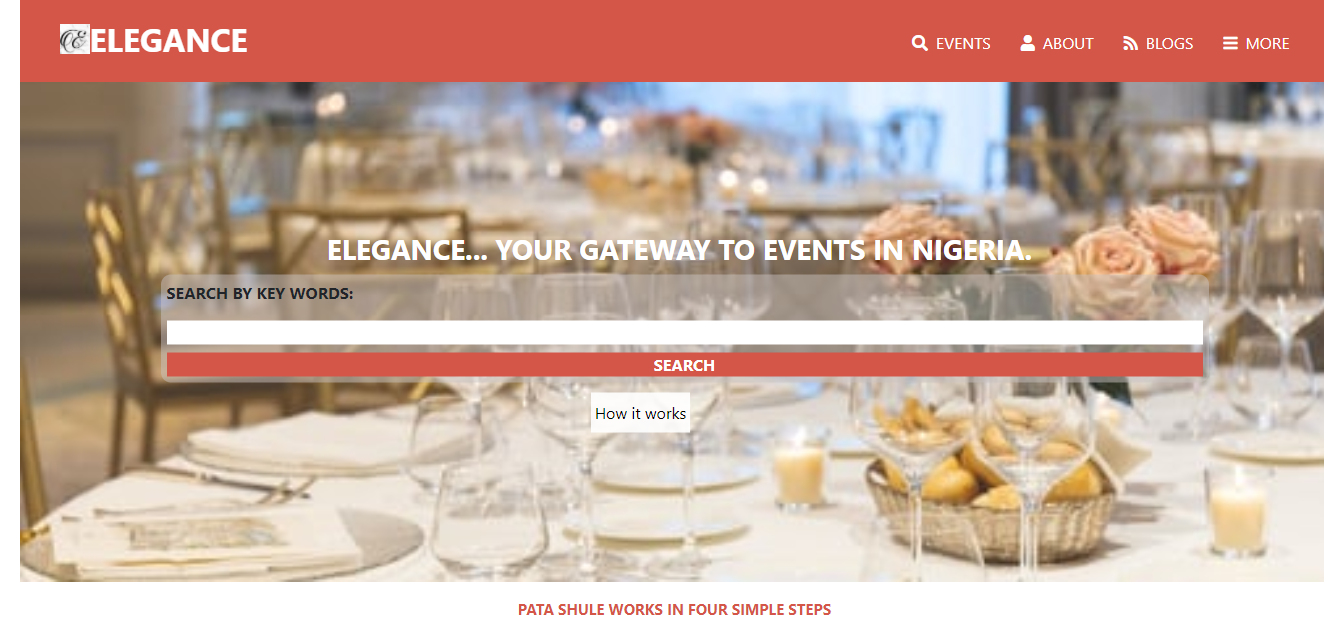 ELEGANCE
EVENTS
ABOUT
BLOGS
MORE
ELEGANCE... YOUR GATEWAY TO EVENTS IN NIGERIA.
SEARCH BY KEY WORDS:
SEARCH
How it works
PATA SHULE WORKS IN FOUR SIMPLE STEPS